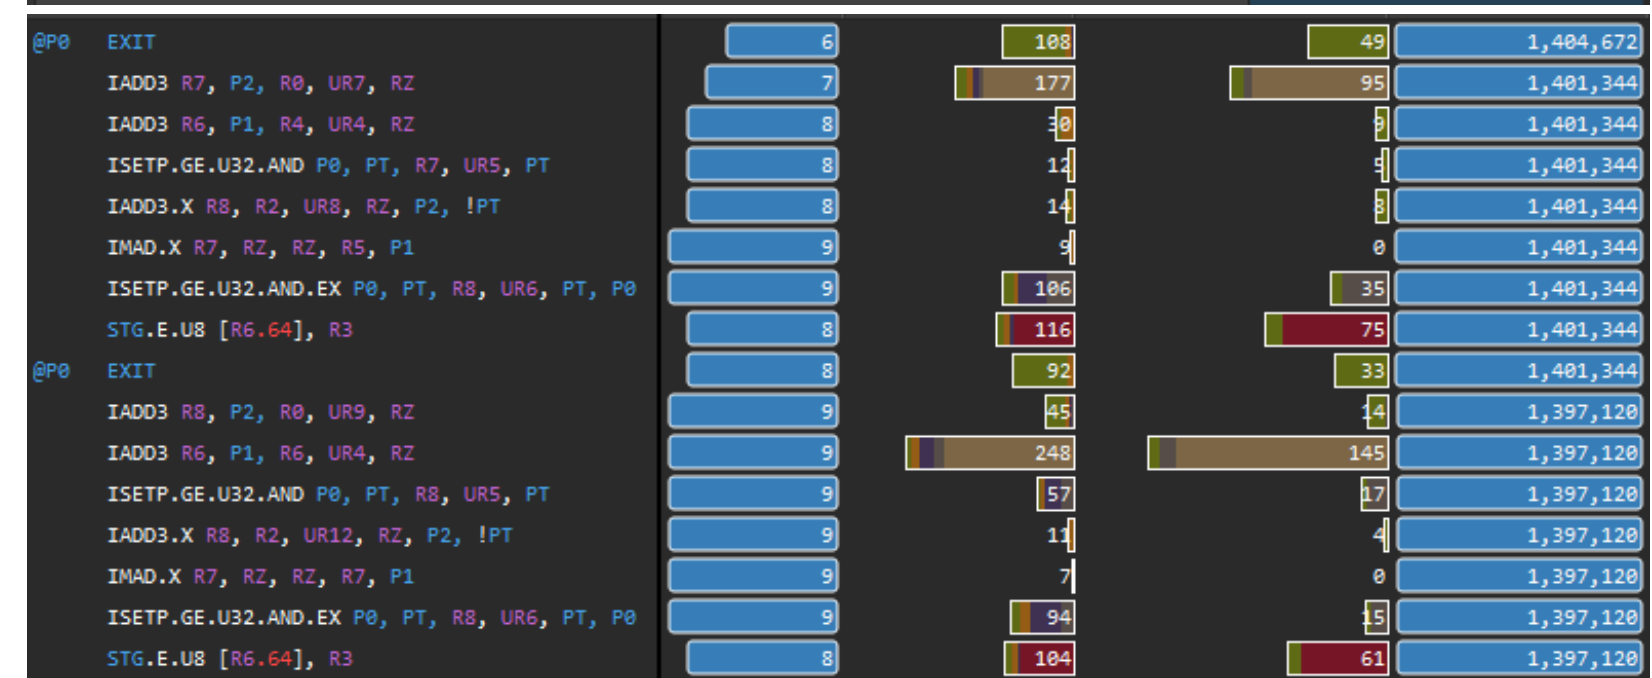 @P0 EXIT 6 108 49 1,404,672
IADD3 R7, P2, R0, UR7, RZ 7 177 95 1,401,344
IADD3 R6, P1, R4, UR4, RZ 8 30 9 1,401,344
ISETP.GE.U32.AND P0, PT, R7, UR5, PT 8 12 5 1,401,344
IADD3.X R8, R2, UR8, RZ, P2, !PT 8 14 8 1,401,344
IMAD.X R7, RZ, RZ, R5, P1 9 9 0 1,401,344
ISETP.GE.U32.AND.EX P0, PT, R8, UR6, PT, P0 9 106 35 1,401,344
STG.E.U8 [R6.64], R3 8 116 75 1,401,344
@P0 EXIT 8 92 33 1,401,344
IADD3 R8, P2, R0, UR9, RZ 9 45 14 1,397,120
IADD3 R6, P1, R6, UR4, RZ 9 248 145 1,397,120
ISETP.GE.U32.AND P0, PT, R8, UR5, PT 9 57 17 1,397,120
IADD3.X R8, R2, UR12, RZ, P2, !PT 9 11 4 1,397,120
IMAD.X R7, RZ, RZ, R7, P1 9 7 0 1,397,120
ISETP.GE.U32.AND.EX P0, PT, R8, UR6, PT, P0 9 94 15 1,397,120
STG.E.U8 [R6.64], R3 8 104 61 1,397,120